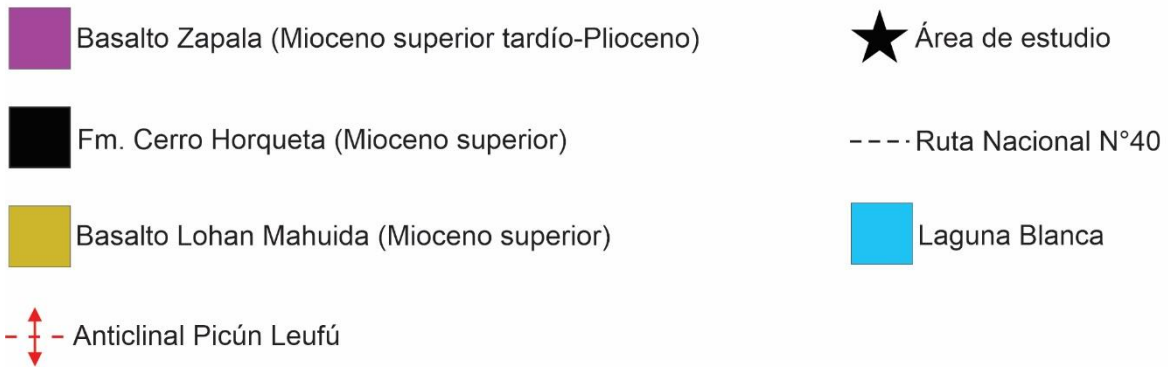 Basalto Zapala (Mioceno superior tardío-Plioceno)
Fm. Cerro Horqueta (Mioceno superior)
Basalto Lohan Mahuida (Mioceno superior)
Anticlinal Picún Leufú
Área de estudio
Ruta Nacional N°40
Laguna Blanca